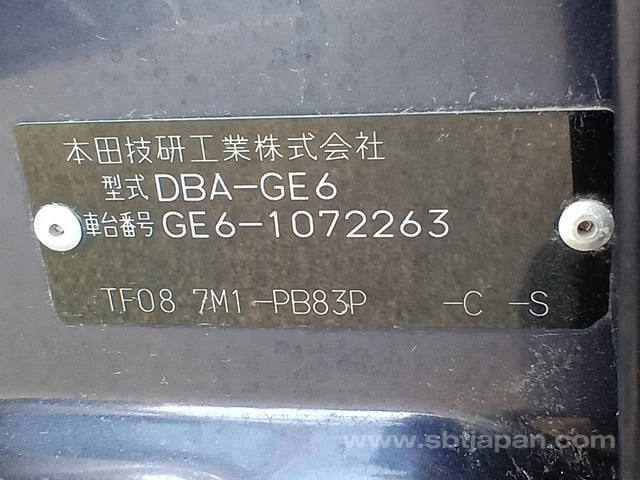 本田技研工業株式会社
型式 DBA-GE6
車台番号 GE6-1072263
TF08 7M1 -PB83P -C -S
www.sbtjapan.com